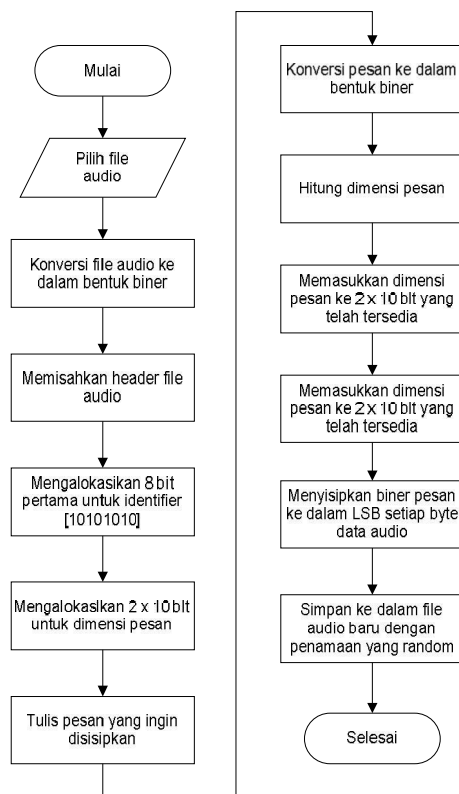 Mulai
Pilih file
audio
Konversi file audio ke
dalam bentuk biner
Memisahkan header file
audio
Mengalokasikan 8 bit
pertama untuk identifier
[10101010]
Mengalokasikan 2 x 10 bit
untuk dimensi pesan
Tulis pesan yang ingin
disisipkan
Konversi pesan ke dalam
bentuk biner
Hitung dimensi pesan
Memasukkan dimensi
pesan ke 2 x 10 bit yang
telah tersedia
Memasukkan dimensi
pesan ke 2 x 10 bit yang
telah tersedia
Menyisipkan biner pesan
ke dalam LSB setiap byte
data audio
Simpan ke dalam file
audio baru dengan
penamaan yang random
Selesai